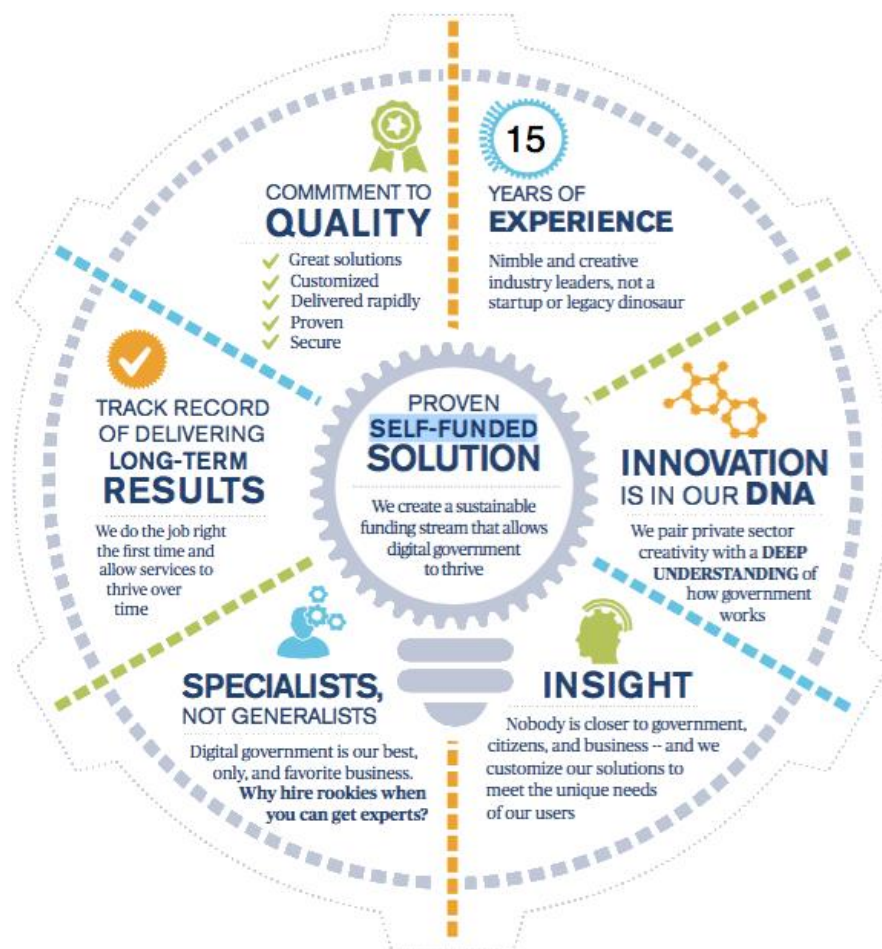 COMMITMENT TO
QUALITY
Great solutions
Customized
Delivered rapidly
Proven
Secure
15
YEARS OF
EXPERIENCE
Nimble and creative
industry leaders, not a
startup or legacy dinosaur
TRACK RECORD
OF DELIVERING
LONG-TERM
RESULTS
We do the job right
the first time and
allow services to
thrive over
time
PROVEN
SELF-FUNDED
SOLUTION
We create a sustainable
funding stream that allows
digital government
to thrive
INNOVATION
IS IN OUR DNA
We pair private sector
creativity with a DEEP
UNDERSTANDING of
how government
works
SPECIALISTS,
NOT GENERALISTS
Digital government is our best,
only, and favorite business.
Why hire rookies when
you can get experts?
INSIGHT
Nobody is closer to government,
citizens, and business -- and we
customize our solutions to
meet the unique needs
of our users